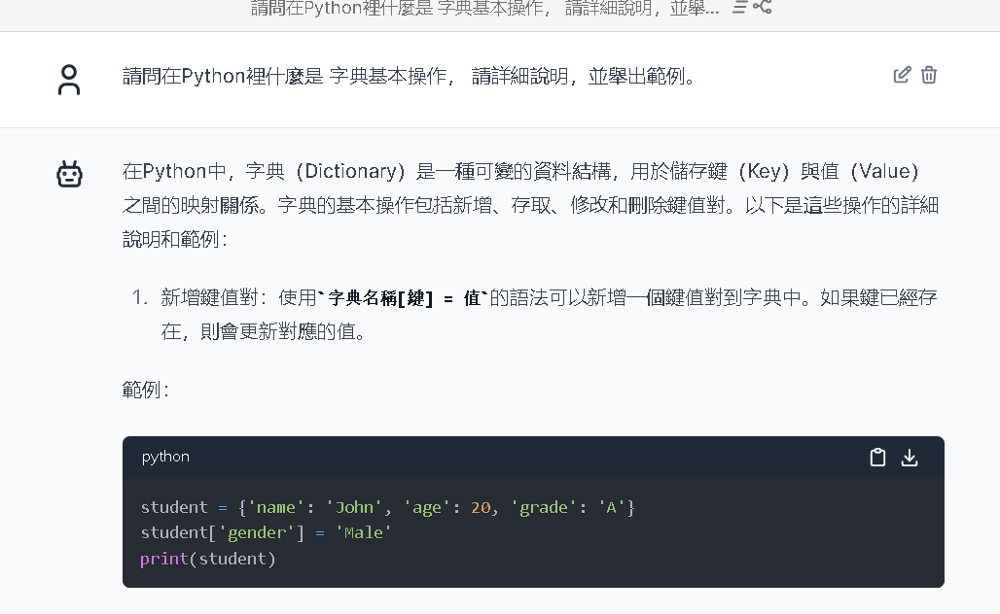 請問在Python裡什麼是 字典基本操作， 請詳細說明，並舉...
請問在Python裡什麼是 字典基本操作， 請詳細說明，並舉出範例。
在Python中，字典（Dictionary）是一種可變的資料結構，用於儲存鍵（Key）與值（Value）
之間的映射關係。字典的基本操作包括新增、存取、修改和刪除鍵值對。以下是這些操作的詳細
說明和範例：
1. 新增鍵值對：使用`字典名稱[鍵] = 值`的語法可以新增一個鍵值對到字典中。如果鍵已經存
在，則會更新對應的值。
範例：
python
student = {'name': 'John', 'age': 20, 'grade': 'A'}
student['gender'] = 'Male'
print(student)